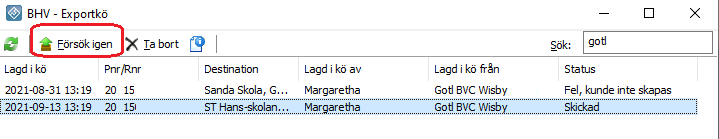 BHV - Exportkö
Försök igen Ta bort Sök: gotl
Lagd i kö Pnr/Rnr Destination Lagd i kö av Lagd i kö från Status
2021-08-31 13:19 20 15 Sanda Skola, G... Margaretha Gotl BVC Wisby Fel, kunde inte skapas
2021-09-13 13:19 20 15 ST Hans-skolan... Margaretha Gotl BVC Wisby Skickad